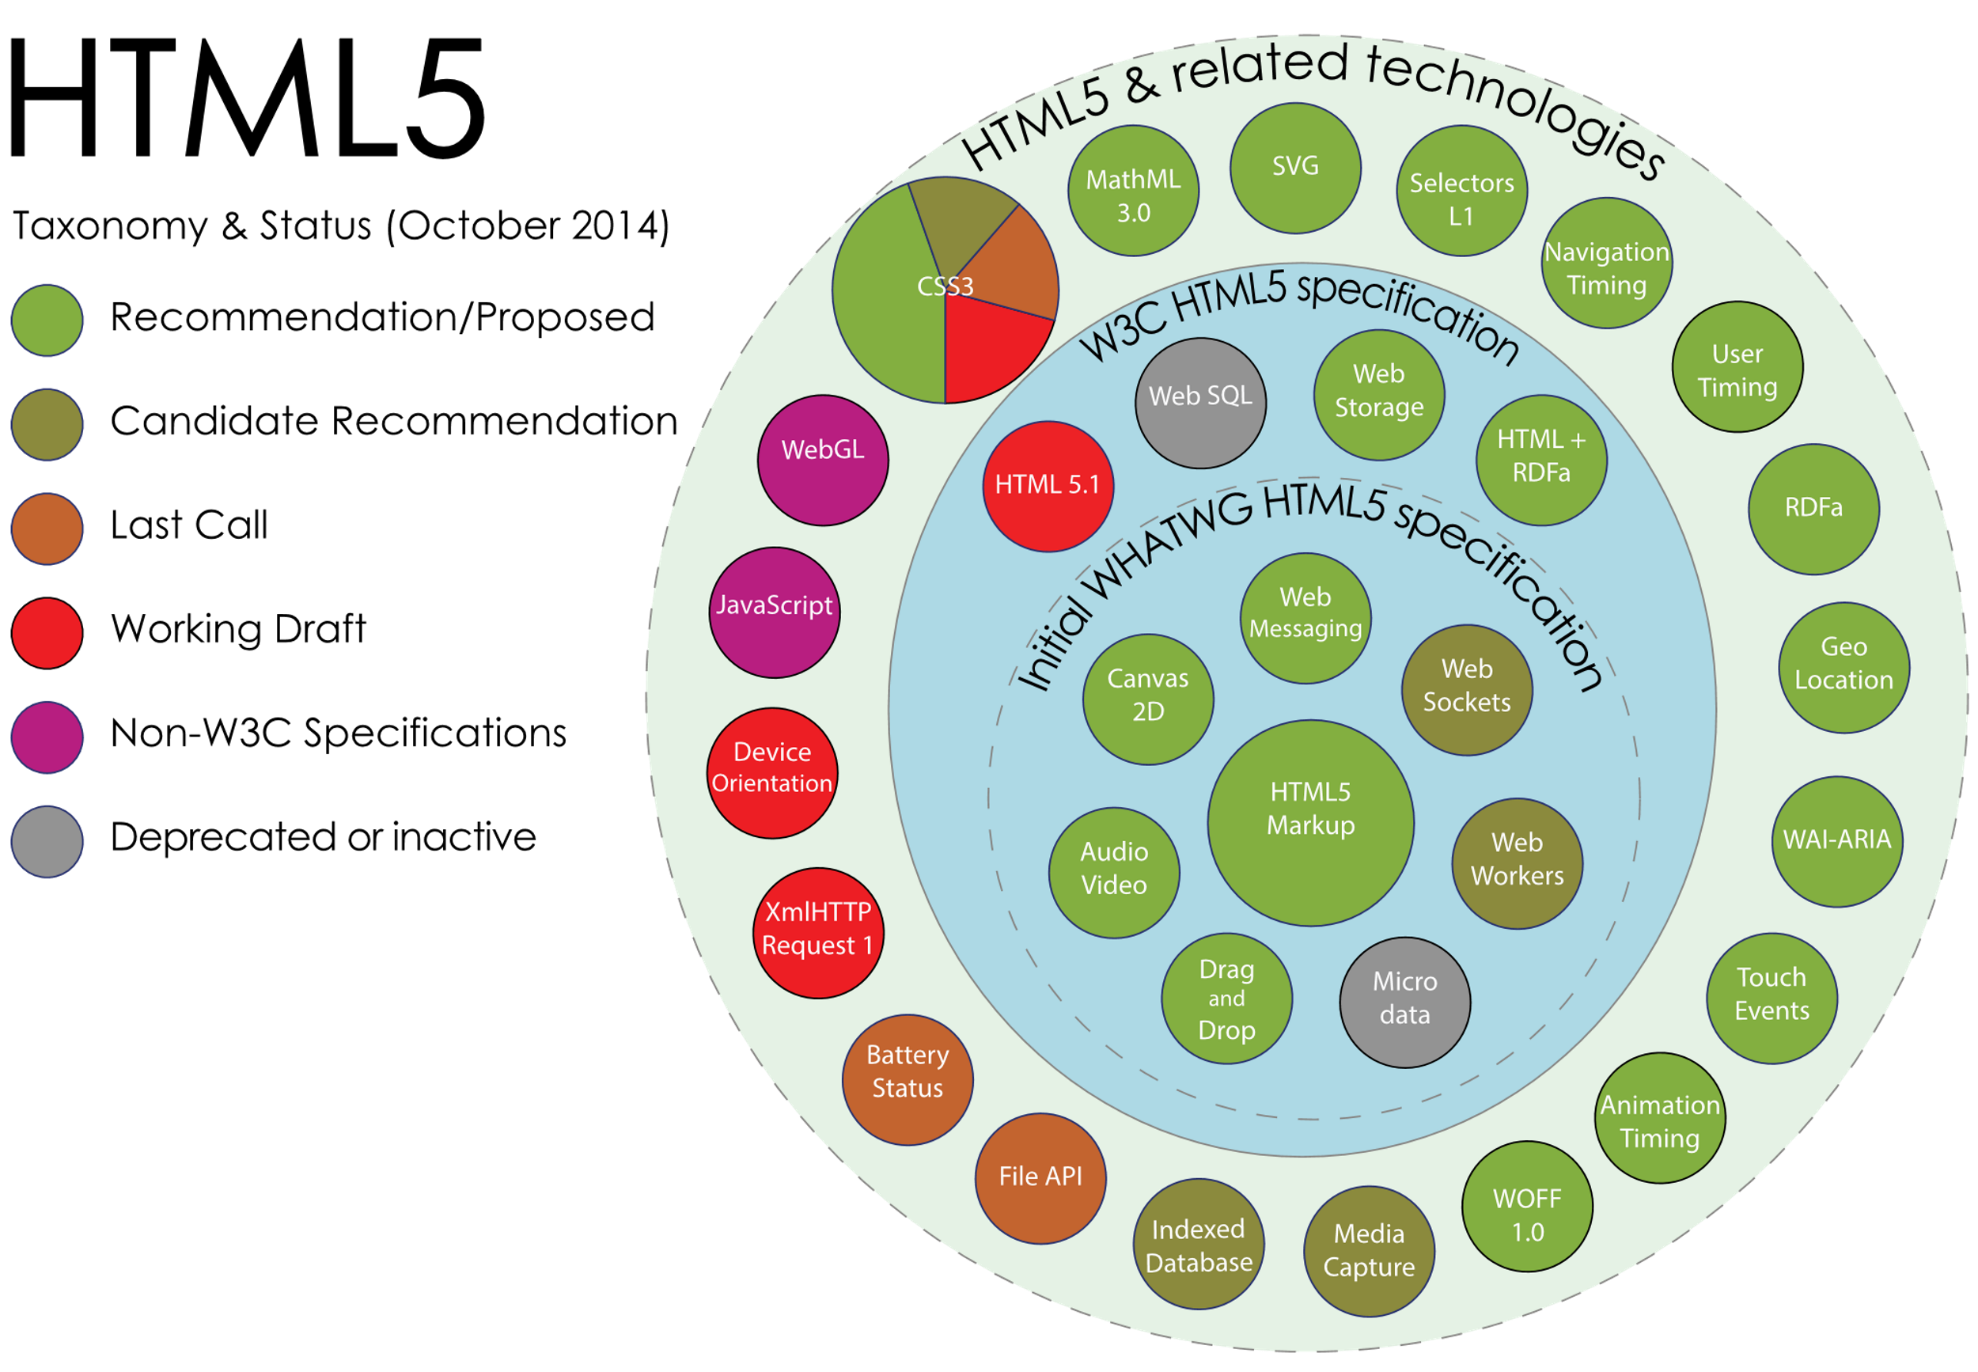 HTML5
Taxonomy & Status (October 2014)
Recommendation/Proposed
Candidate Recommendation
Last Call
Working Draft
Non-W3C Specifications
Deprecated or inactive
HTML5 & related technologies
MathML
3.0
SVG
Selectors
L1
Navigation
Timing
User
Timing
RDFa
Geo
Location
WAI-ARIA
Touch
Events
Animation
Timing
WOFF
1.0
Media
Capture
Indexed
Database
File API
Battery
Status
XmlHTTP
Request 1
Device
Orientation
JavaScript
WebGL
CSS3
W3C HTML5 specification
HTML 5.1
Web SQL
Web
Storage
HTML +
RDFa
Initial WHATWG HTML5 specification
Web
Messaging
Web
Sockets
Web
Workers
Micro
data
Drag
and
Drop
Audio
Video
Canvas
2D
HTML5
Markup